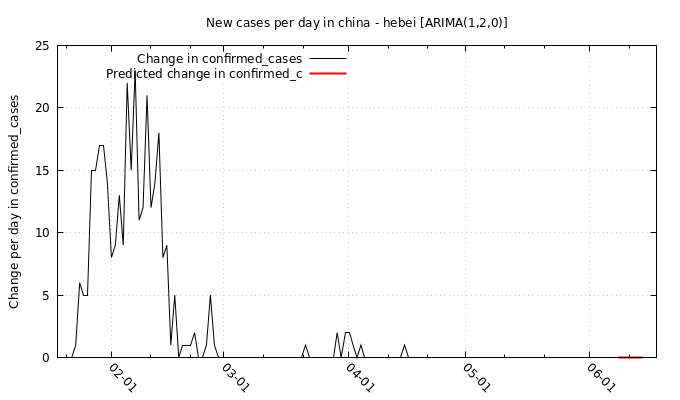 New cases per day in china - hebei [ARIMA(1,2,0)]
Change in confirmed_cases
Predicted change in confirmed_c
Change per day in confirmed_cases
25
20
15
10
5
0
02-01
03-01
04-01
05-01
06-01